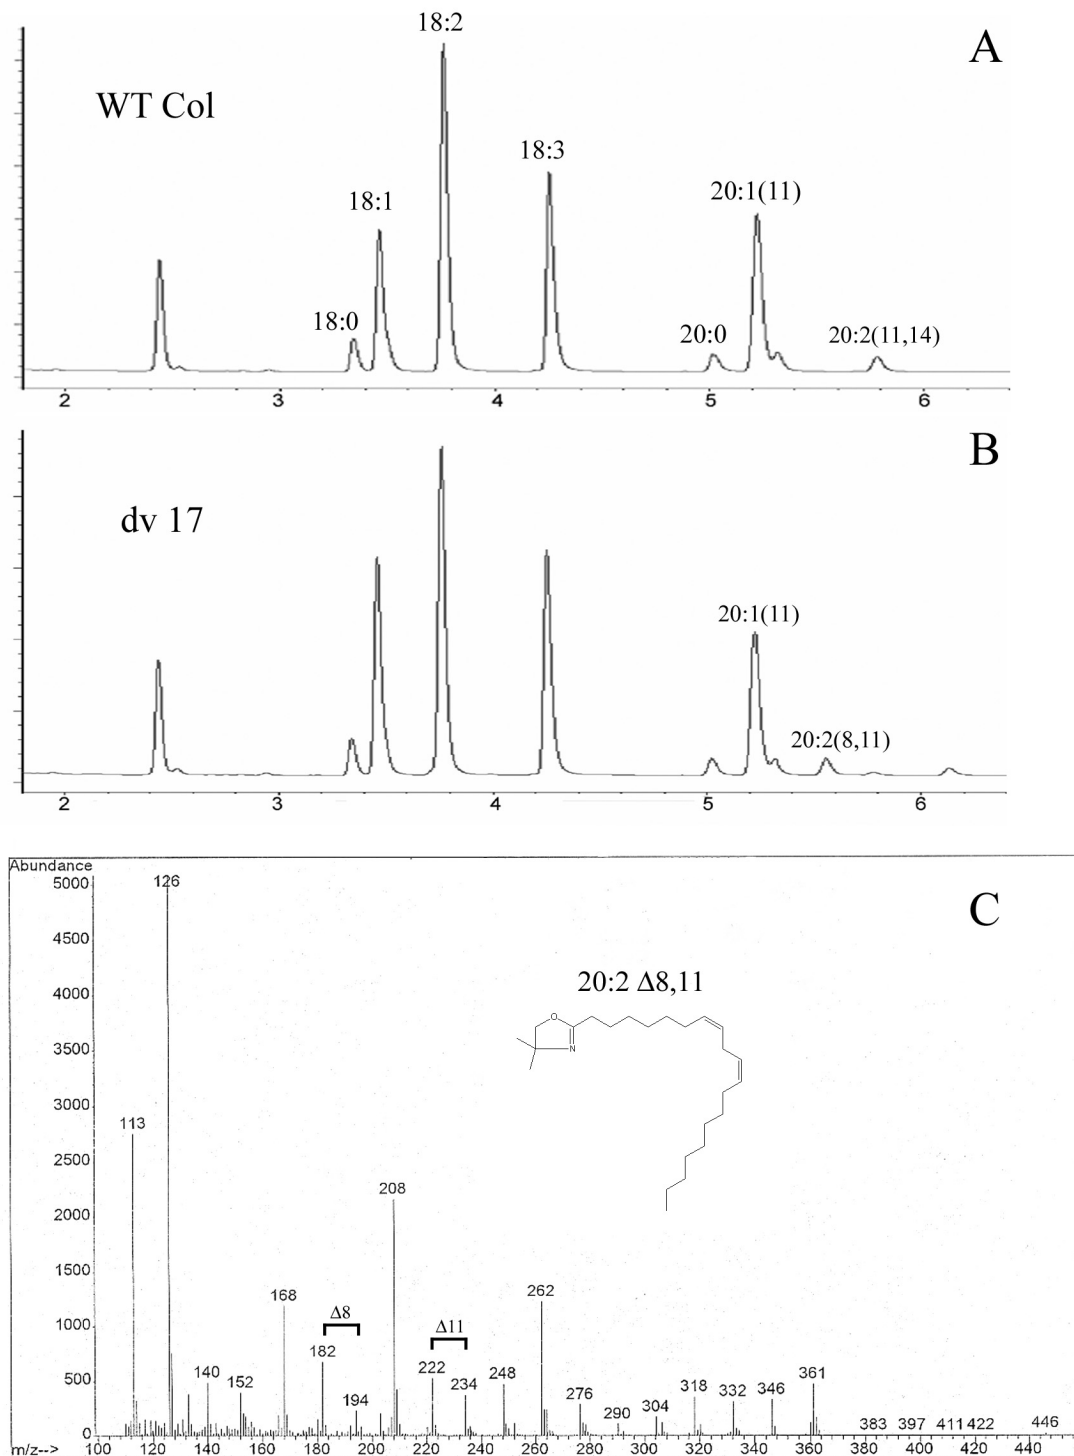 A
WT Col
18:2
18:3
18:1
20:1(11)
18:0
20:0
20:2(11,14)
2 3 4 5 6
B
dv 17
20:1(11)
20:2(8,11)
2 3 4 5 6
Abundance
C
5000
126
4500
20:2 Δ8,11
4000
O
N
3500
3000
113
2500
208
2000
1500
262
168
Δ8
Δ11
1000
182
222
248
361
500
140
152
194
234
276
290
304
318
332
346
383 397 411 422 446
0
100 120 140 160 180 200 220 240 260 280 300 320 340 360 380 400 420 440
m/z-->